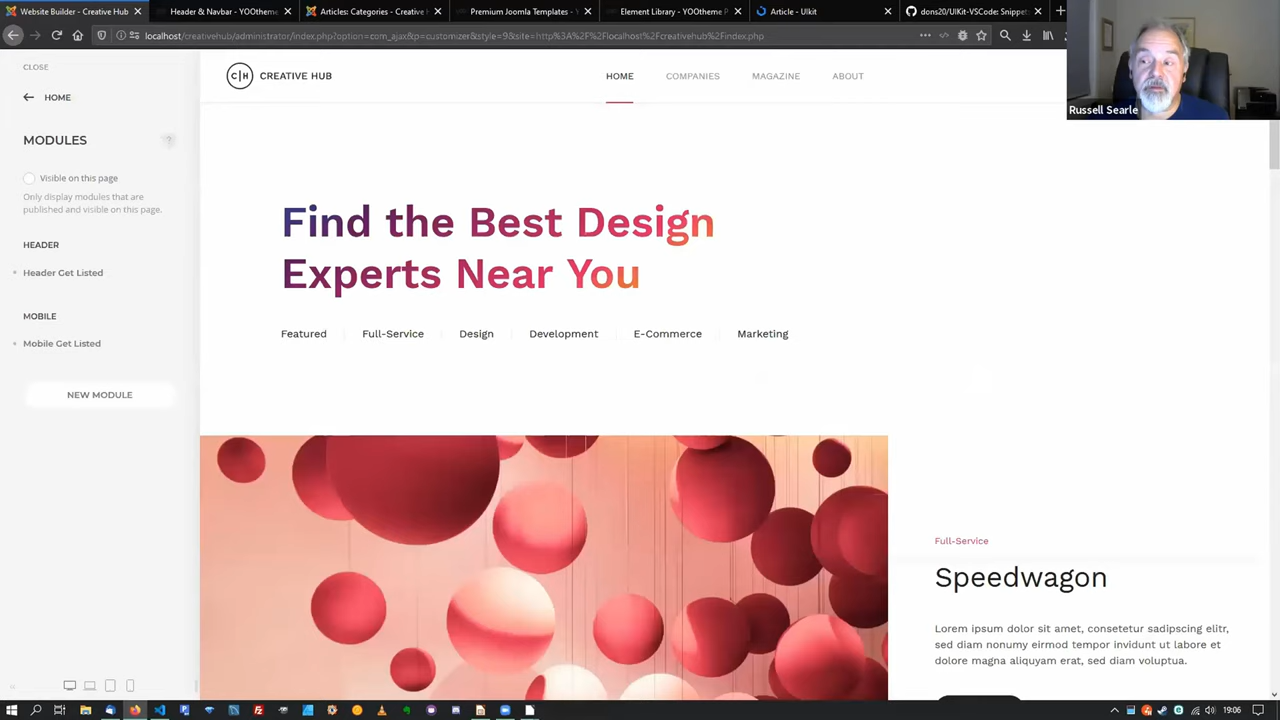 Website Builder - Creative Hub
Header & Navbar - YOOtheme
Articles: Categories - Creative H
Premium Joomla Templates - Y
Element Library - YOOtheme P
Article - UIkit
dons20/UIKit-VSCode: Snippets
localhost/creativehub/administrator/index.php?option=com_ajax&p=customizer&style=9&site=http%3A%2F%2Flocalhost%2Fcreativehub%2Findex.php
Russell Searle
CLOSE
HOME
MODULES
?
Visible on this page
Only display modules that are
published and visible on this page.
HEADER
Header Get Listed
MOBILE
Mobile Get Listed
NEW MODULE
C|H CREATIVE HUB
HOME
COMPANIES
MAGAZINE
ABOUT
Find the Best Design
Experts Near You
Featured
Full-Service
Design
Development
E-Commerce
Marketing
Full-Service
Speedwagon
Lorem ipsum dolor sit amet, consetetur sadipscing elitr,
sed diam nonumy eirmod tempor invidunt ut labore et
dolore magna aliquyam erat, sed diam voluptua.
19:06